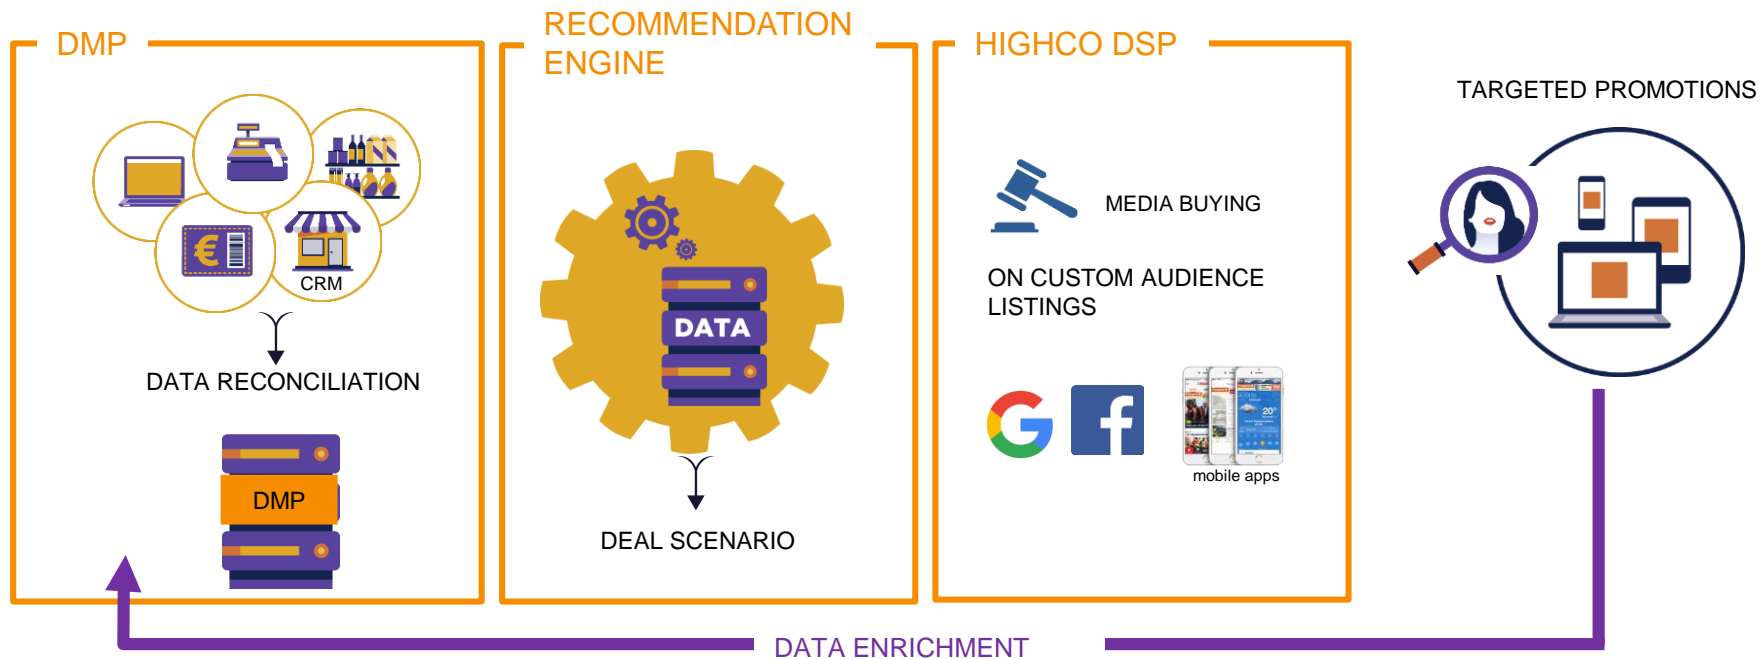 DMP
CRM
DATA RECONCILIATION
DMP
RECOMMENDATION
ENGINE
DATA
DEAL SCENARIO
HIGHCO DSP
MEDIA BUYING
ON CUSTOM AUDIENCE
LISTINGS
20°
mobile apps
TARGETED PROMOTIONS
DATA ENRICHMENT